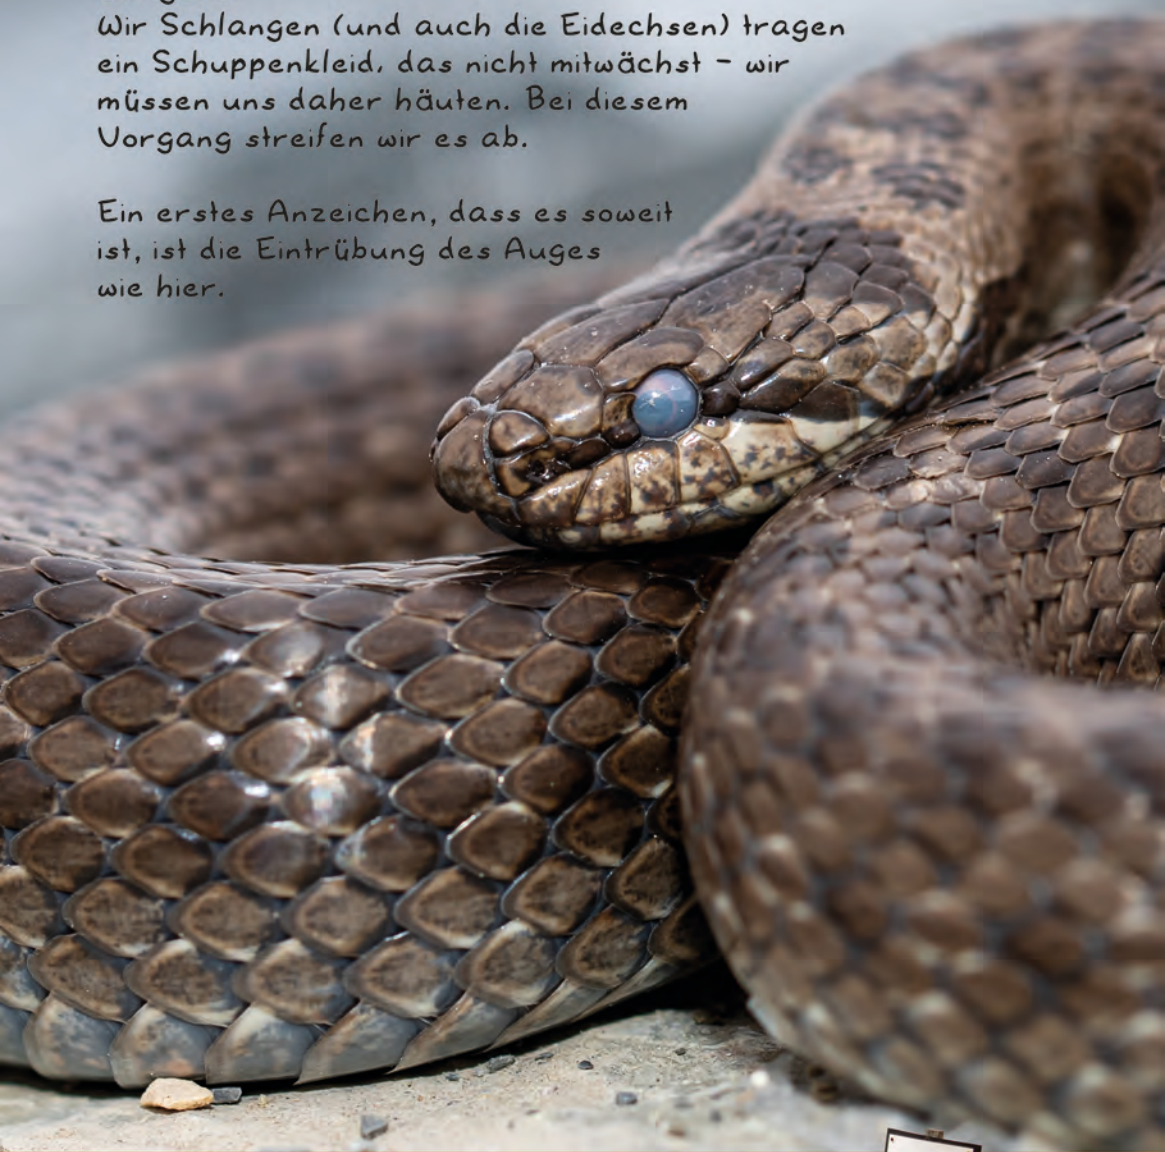 Wir Schlangen (und auch die Eidechsen) tragen
ein Schuppenkleid, das nicht mitwächst - wir
müssen uns daher häuten. Bei diesem
Vorgang streifen wir es ab.
Ein erstes Anzeichen, dass es soweit
ist, ist die Eintrübung des Auges
wie hier.